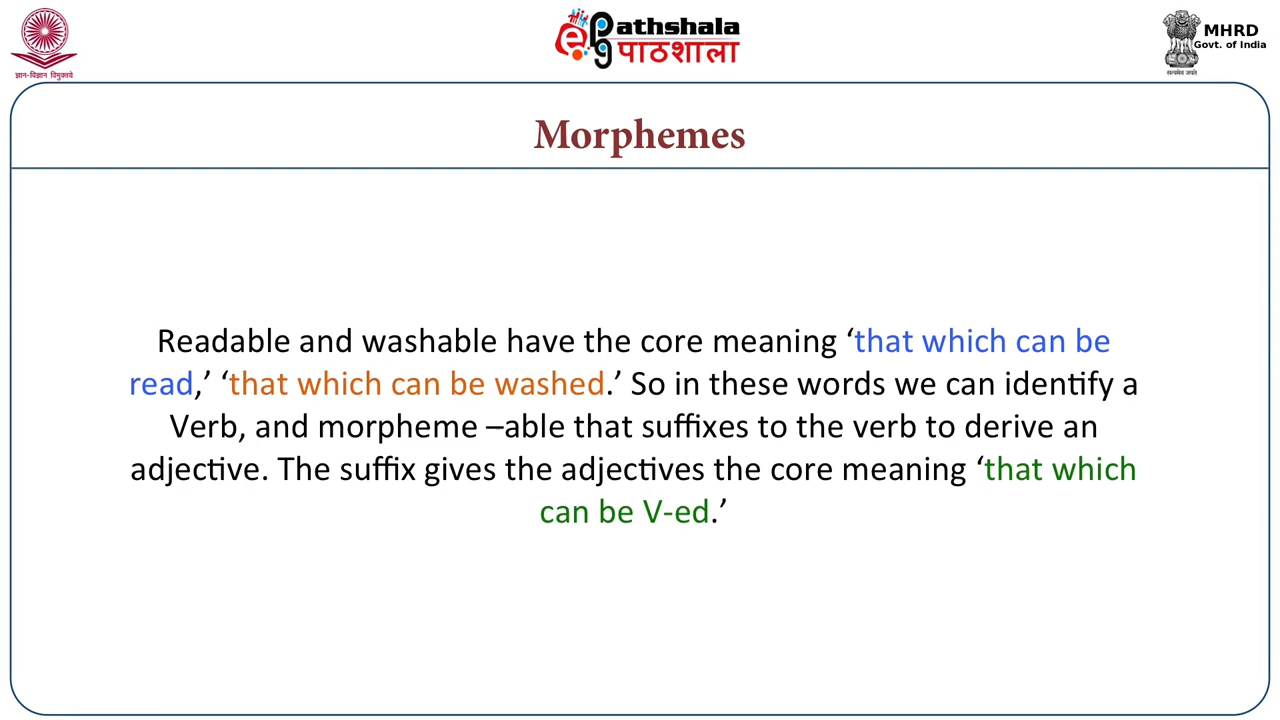 ज्ञान-विज्ञान विमुक्तये
ePathshala
पाठशाला
MHRD
Govt. of India
सत्यमेव जयते
Morphemes
Readable and washable have the core meaning ‘that which can be
read,’ ‘that which can be washed.’ So in these words we can identify a
Verb, and morpheme –able that suffixes to the verb to derive an
adjective. The suffix gives the adjectives the core meaning ‘that which
can be V-ed.’